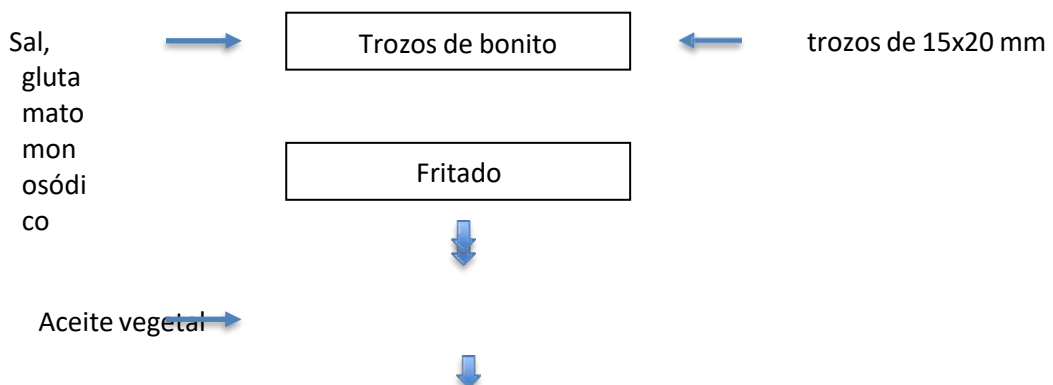 Sal,
gluta
mato
mon
osódi
co
Trozos de bonito
trozos de 15x20 mm
Fritado
Aceite vegetal